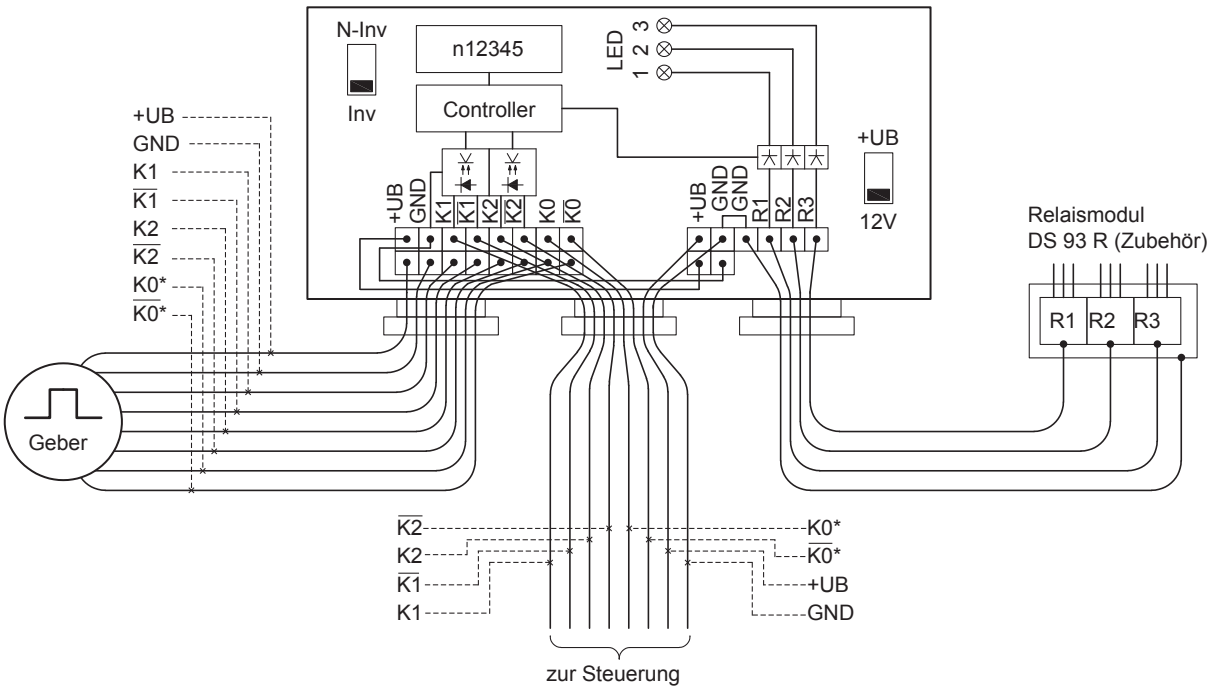 N-Inv
Inv
n12345
Controller
LED
1 2 3
+UB
12V
+UB
GND
K1
K̅1̅
K2
K̅2̅
K0*
K̅0̅*
+UB
GND
K1
K̅1̅
K2
K̅2̅
K0
K̅0̅
+UB
GND
GND
R1
R2
R3
Relaismodul
DS 93 R (Zubehör)
R1 R2 R3
Geber
K̅2̅
K2
K̅1̅
K1
K0*
K̅0̅*
+UB
GND
zur Steuerung